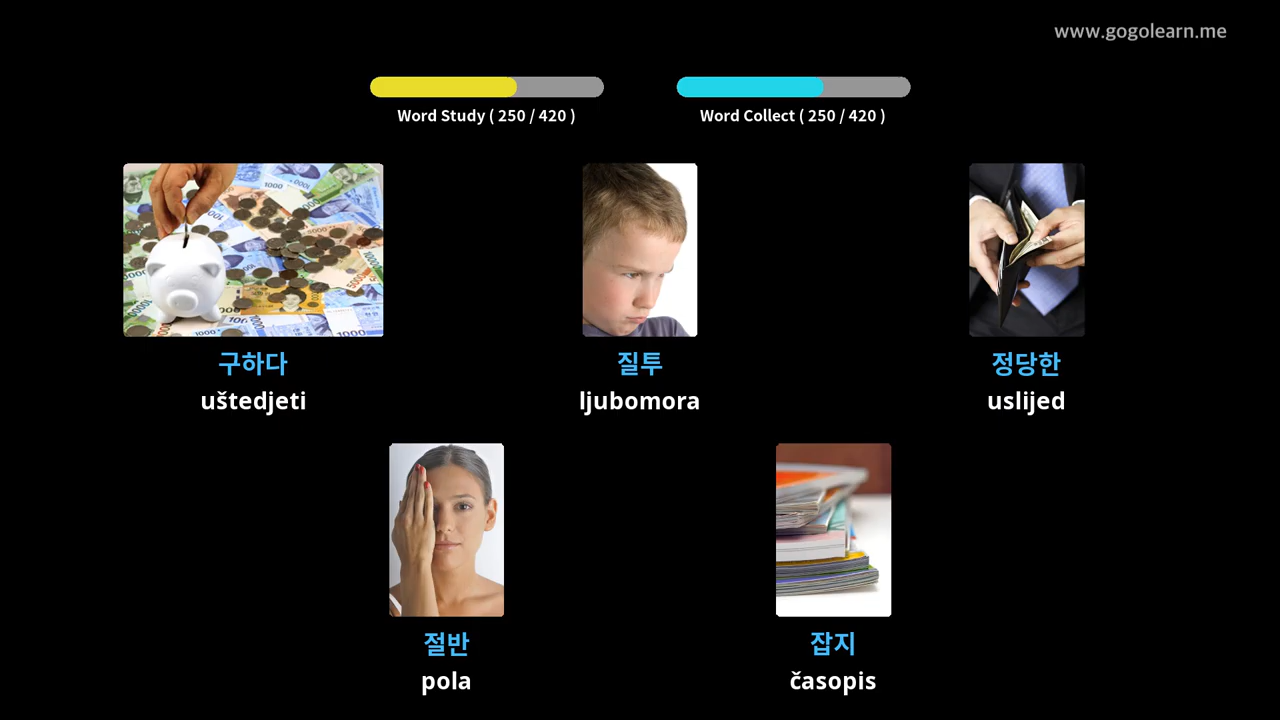 www.gogolearn.me
Word Study ( 250 / 420 )
Word Collect ( 250 / 420 )
구하다
uštedjeti
질투
ljubomora
정당한
uslijed
절반
pola
잡지
časopis